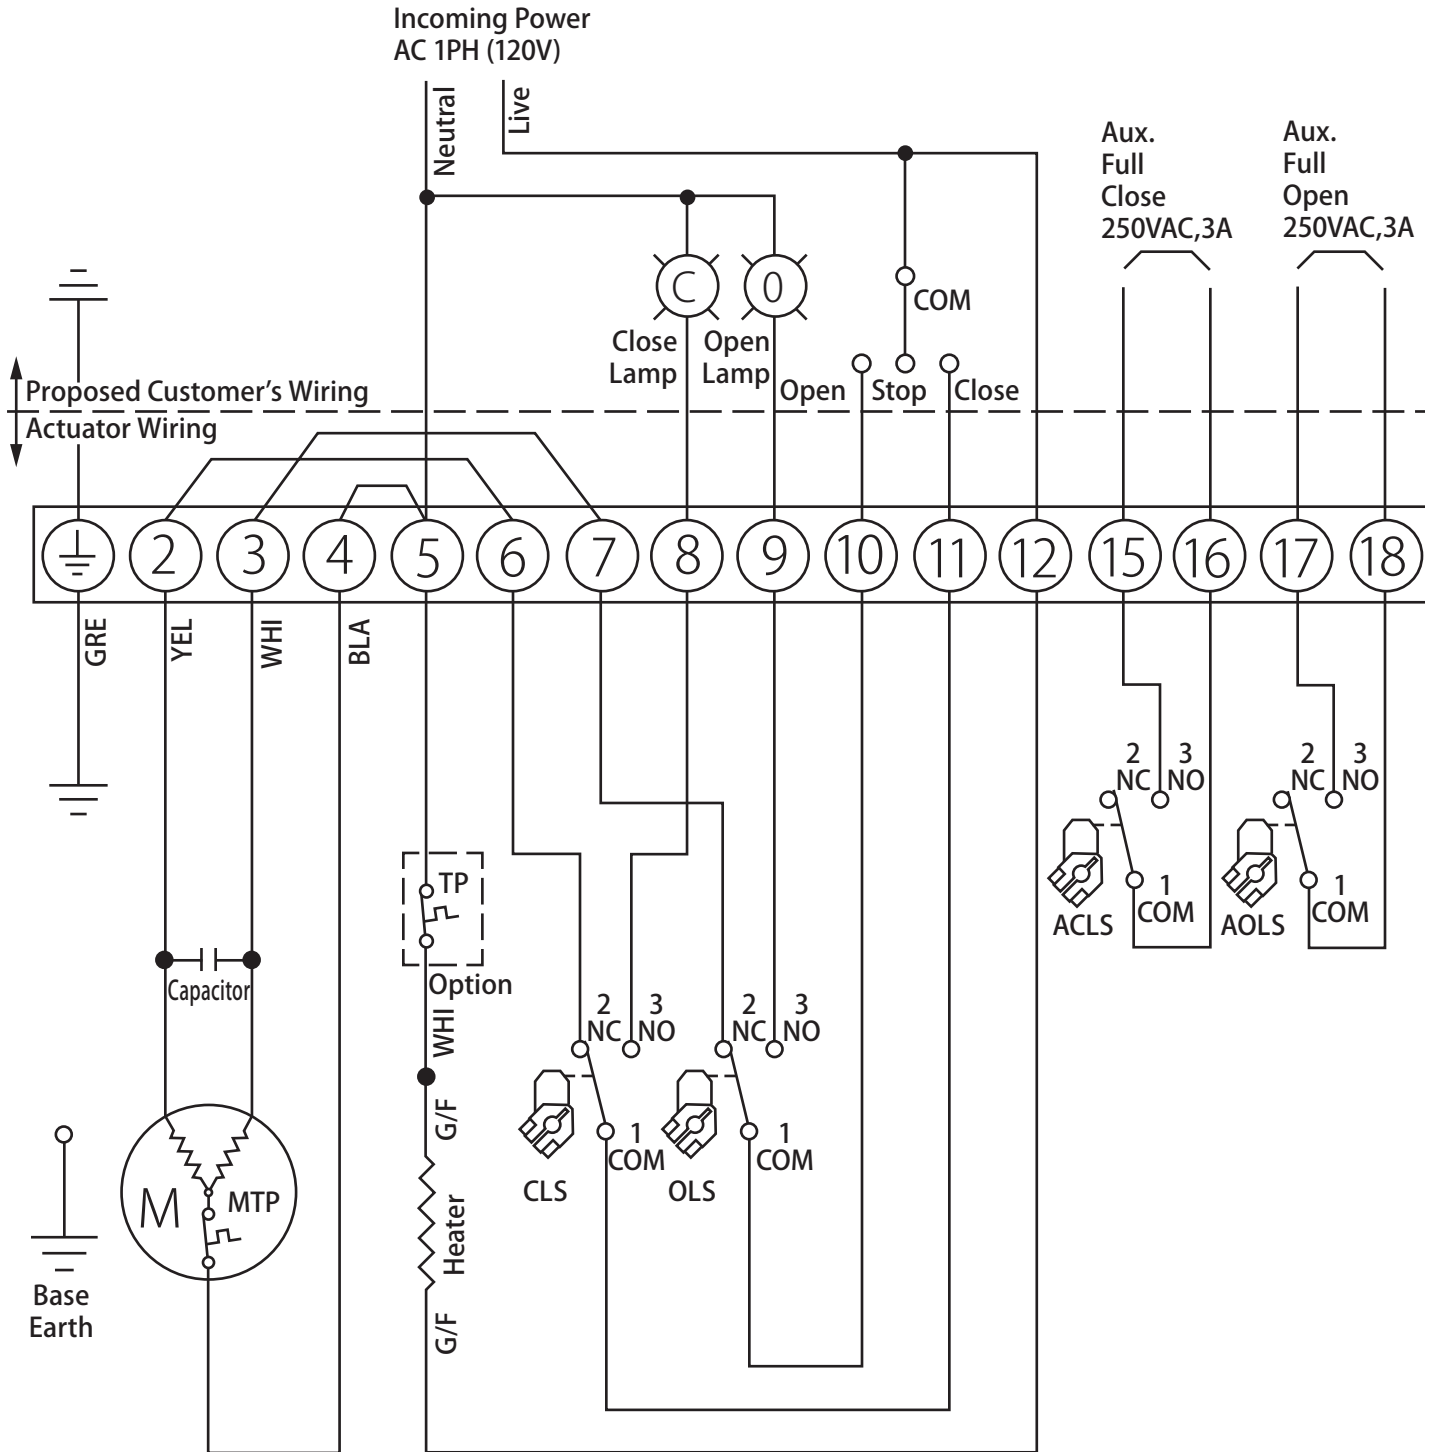 Incoming Power
AC 1PH (120V)
Neutral
Live
Aux.
Full
Close
250VAC,3A
Aux.
Full
Open
250VAC,3A
C
0
COM
Close
Lamp
Open
Lamp
Open
Stop
Close
Proposed Customer’s Wiring
Actuator Wiring
2 3 4 5 6 7 8 9 10 11 12 15 16 17 18
GRE
YEL
WHI
BLA
2
NC
3
NO
1
COM
ACLS
2
NC
3
NO
1
COM
AOLS
TP
Option
Capacitor
WHI
G/F
Heater
G/F
2
NC
3
NO
1
COM
CLS
2
NC
3
NO
1
COM
OLS
M
MTP
Base
Earth